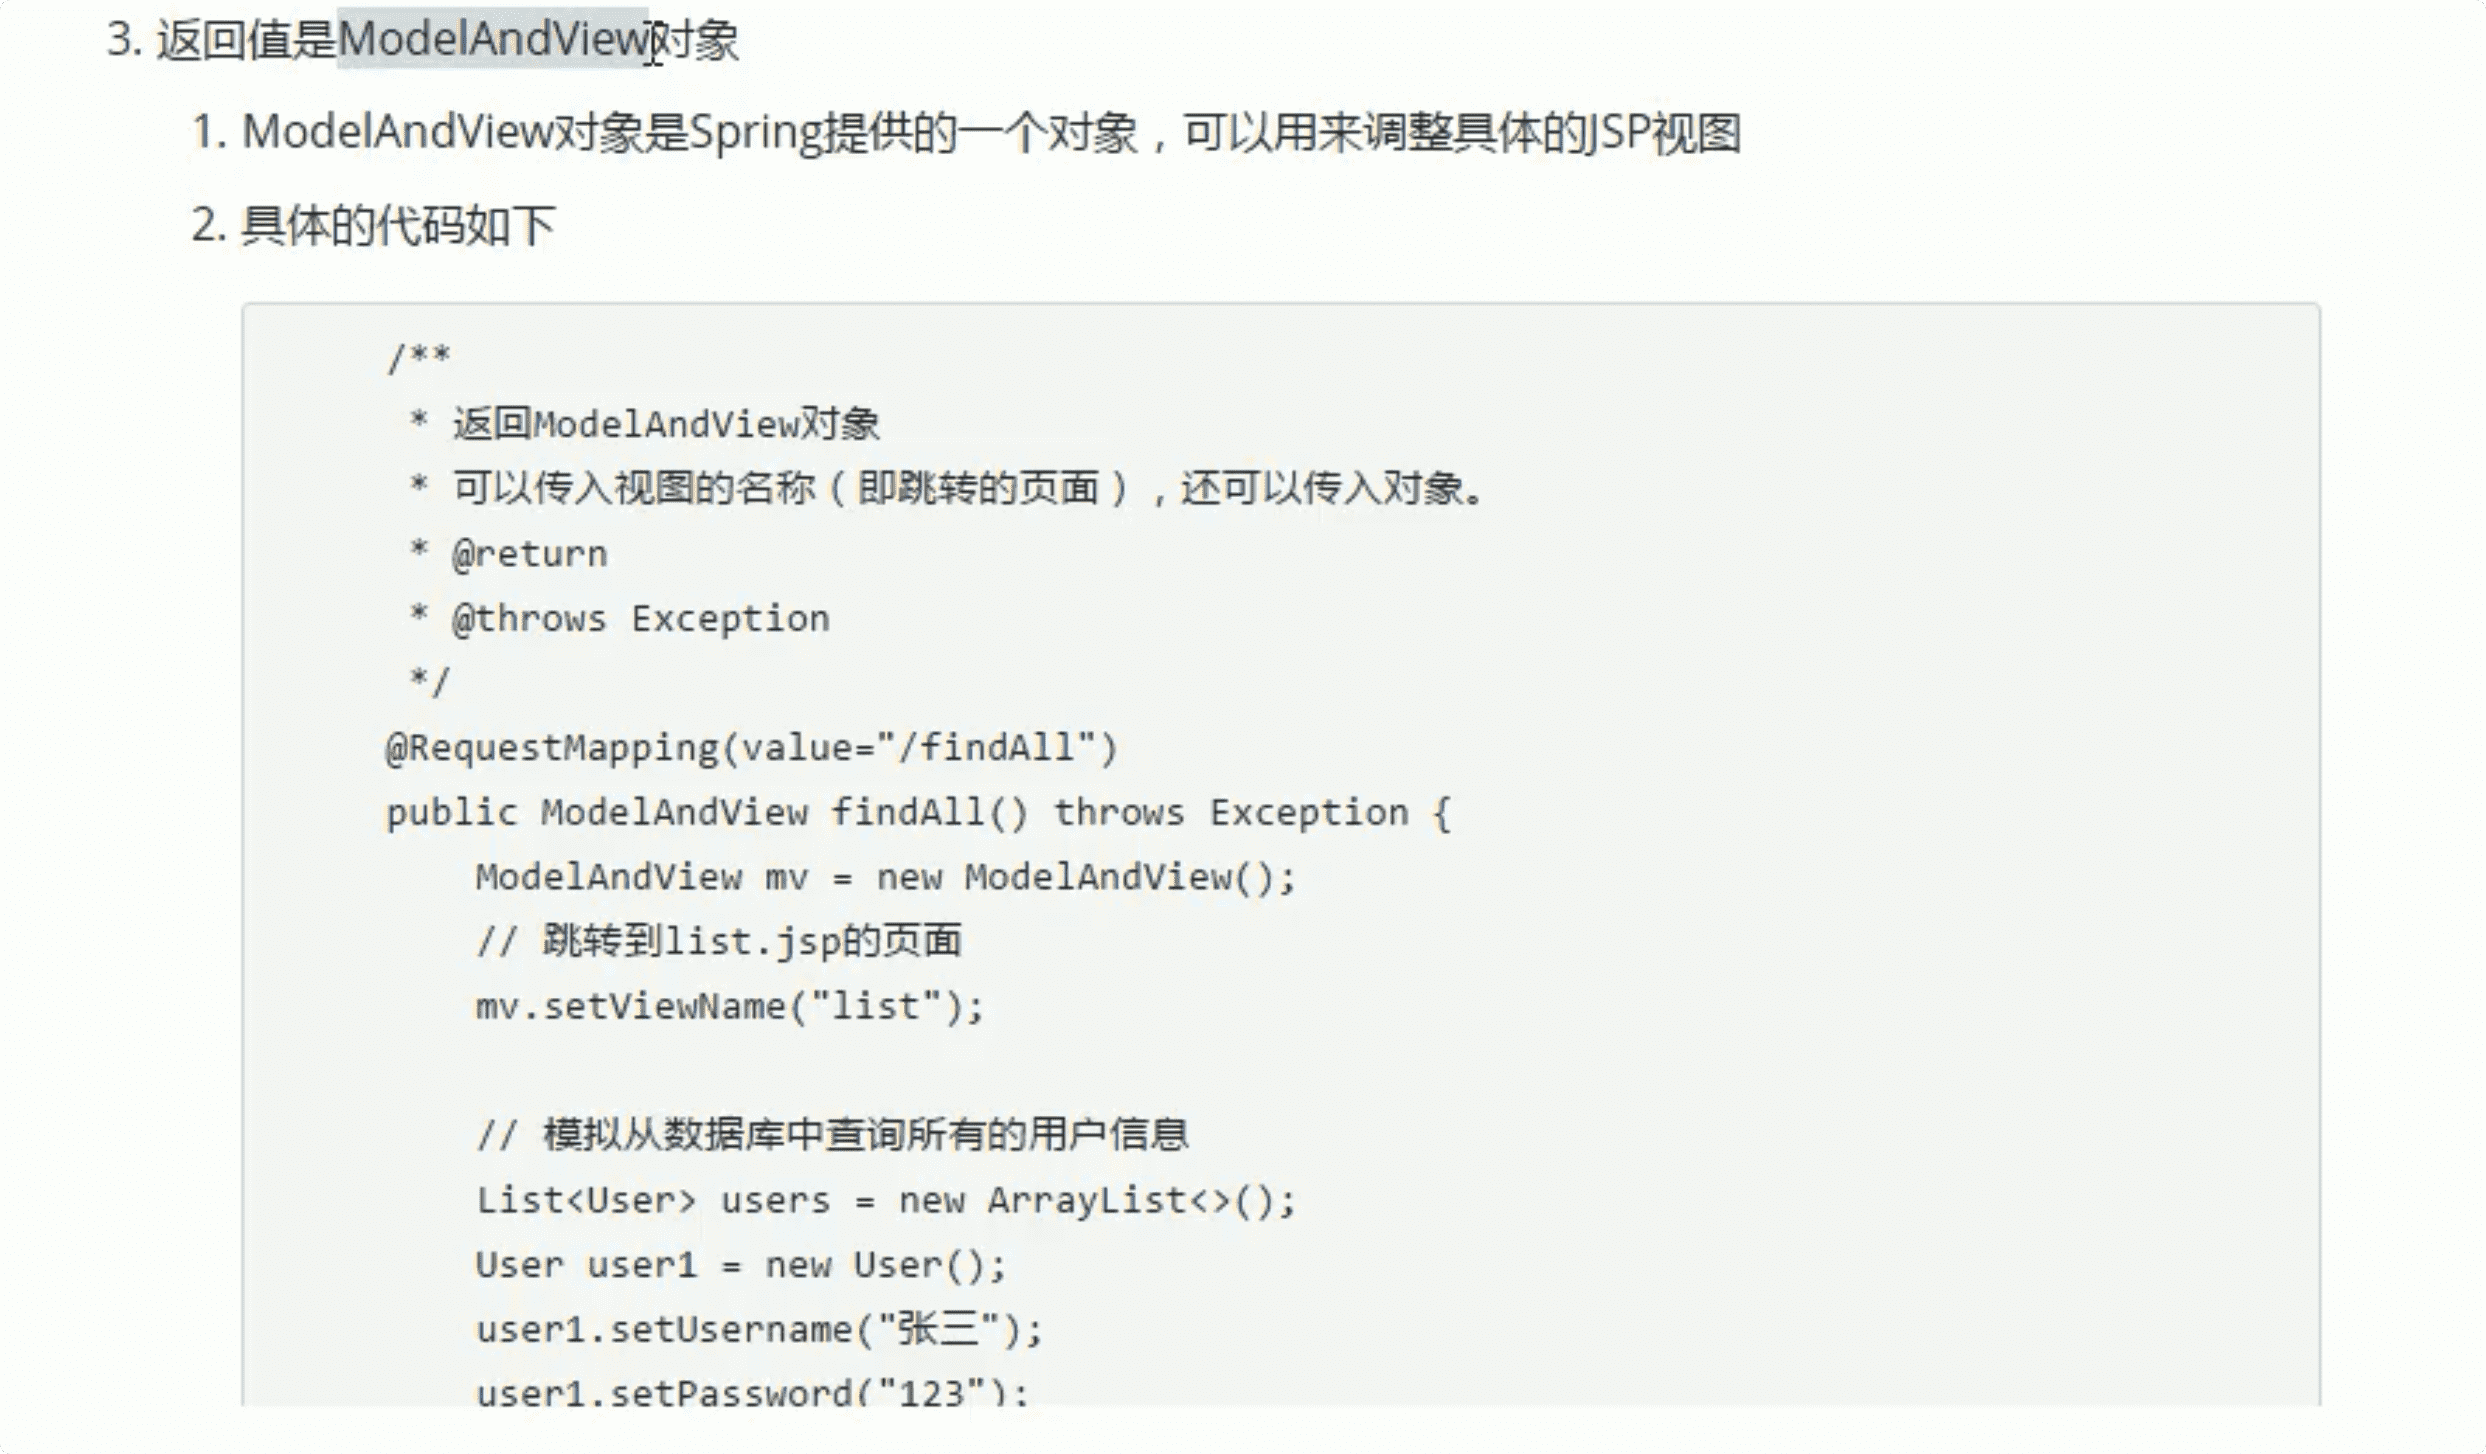 3. 返回值是ModelAndView对象
1. ModelAndView对象是Spring提供的一个对象，可以用来调整具体的JSP视图
2. 具体的代码如下
/**
* 返回ModelAndView对象
* 可以传入视图的名称（即跳转的页面），还可以传入对象。
* @return
* @throws Exception
*/
@RequestMapping(value="/findAll")
public ModelAndView findAll() throws Exception {
ModelAndView mv = new ModelAndView();
// 跳转到list.jsp的页面
mv.setViewName("list");
// 模拟从数据库中查询所有的用户信息
List<User> users = new ArrayList<>();
User user1 = new User();
user1.setUsername("张三");
user1.setPassword("123");